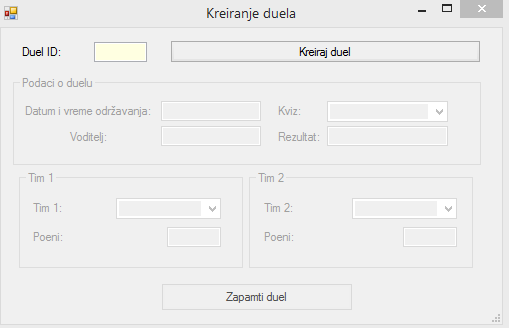 Kreiranje duela
Duel ID: Kreiraj duel
Podaci o duelu
Datum i vreme održavanja: Kviz:
Voditelj: Rezultat:
Tim 1 Tim 2
Tim 1: Tim 2:
Poeni: Poeni:
Zapamti duel